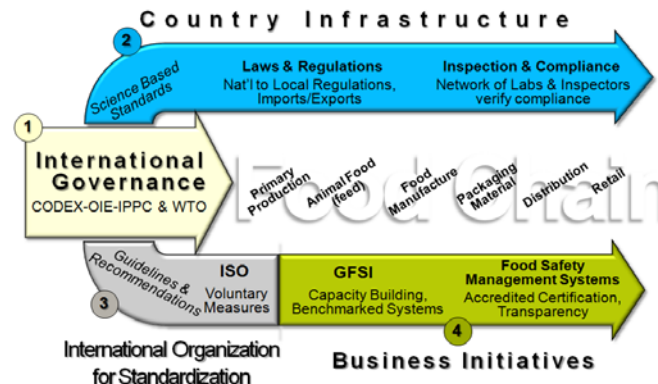 Country Infrastructure
2
Science Based
Standards
Laws & Regulations
Nat'l to Local Regulations,
Imports/Exports
Inspection & Compliance
Network of Labs & Inspectors
verify compliance
1
International
Governance
CODEX-OIE-IPPC & WTO
Food Chain
Primary
Production
Animal Food
(feed)
Food
Manufacture
Packaging
Material
Distribution
Retail
Guidelines &
Recommendations
3
ISO
Voluntary
Measures
GFSI
Capacity Building,
Benchmarked Systems
Food Safety
Management Systems
Accredited Certification,
Transparency
4
International Organization
for Standardization
Business Initiatives